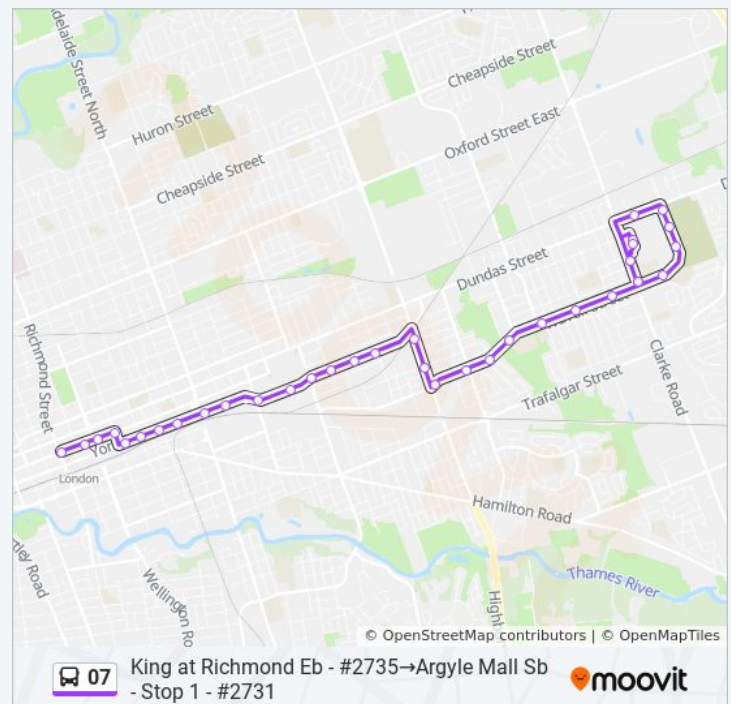 Adelaide Street North
Cheapside Street
Huron Street
Oxford Street East
Cheapside Street
Dundas Street
Richmond Street
Clarke Road
Trafalgar Street
London
Hamilton Road
Thames River
Wellington Ro
Hight
© OpenStreetMap contributors | © OpenMapTiles
07
King at Richmond Eb - #2735→Argyle Mall Sb
- Stop 1 - #2731
moovit